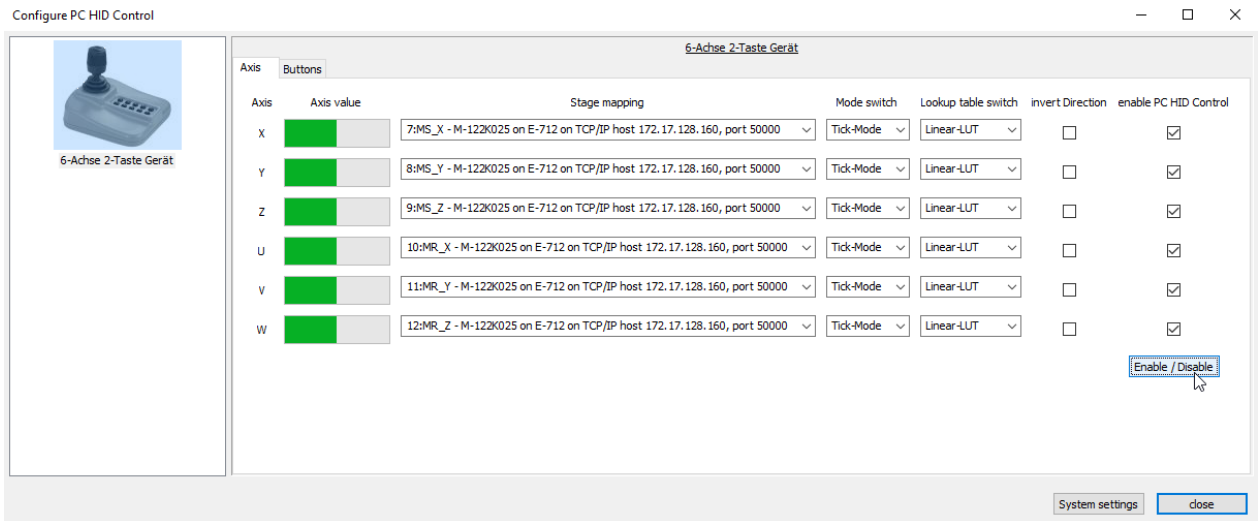 Configure PC HID Control
6-Achse 2-Taste Gerät
6-Achse 2-Taste Gerät
Axis Buttons
Axis Axis value Stage mapping Mode switch Lookup table switch invert Direction enable PC HID Control
X 7:MS_X - M-122K025 on E-712 on TCP/IP host 172.17.128.160, port 50000 Tick-Mode Linear-LUT
Y 8:MS_Y - M-122K025 on E-712 on TCP/IP host 172.17.128.160, port 50000 Tick-Mode Linear-LUT
Z 9:MS_Z - M-122K025 on E-712 on TCP/IP host 172.17.128.160, port 50000 Tick-Mode Linear-LUT
U 10:MR_X - M-122K025 on E-712 on TCP/IP host 172.17.128.160, port 50000 Tick-Mode Linear-LUT
V 11:MR_Y - M-122K025 on E-712 on TCP/IP host 172.17.128.160, port 50000 Tick-Mode Linear-LUT
W 12:MR_Z - M-122K025 on E-712 on TCP/IP host 172.17.128.160, port 50000 Tick-Mode Linear-LUT
Enable / Disable
System settings close